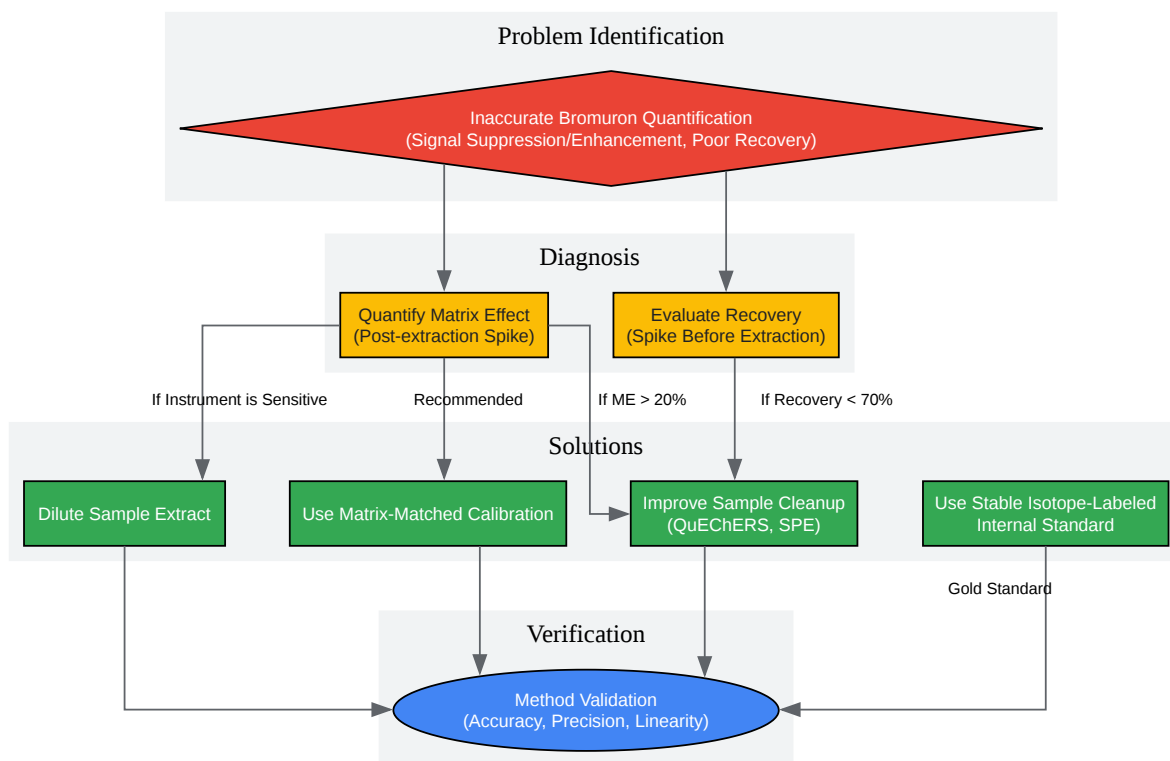 Problem Identification
Inaccurate Bromuron Quantification
(Signal Suppression/Enhancement, Poor Recovery)
Diagnosis
Quantify Matrix Effect
(Post-extraction Spike)
Evaluate Recovery
(Spike Before Extraction)
If Instrument is Sensitive
Recommended
If ME > 20%
If Recovery < 70%
Solutions
Dilute Sample Extract
Use Matrix-Matched Calibration
Improve Sample Cleanup
(QuEChERS, SPE)
Use Stable Isotope-Labeled
Internal Standard
Gold Standard
Verification
Method Validation
(Accuracy, Precision, Linearity)